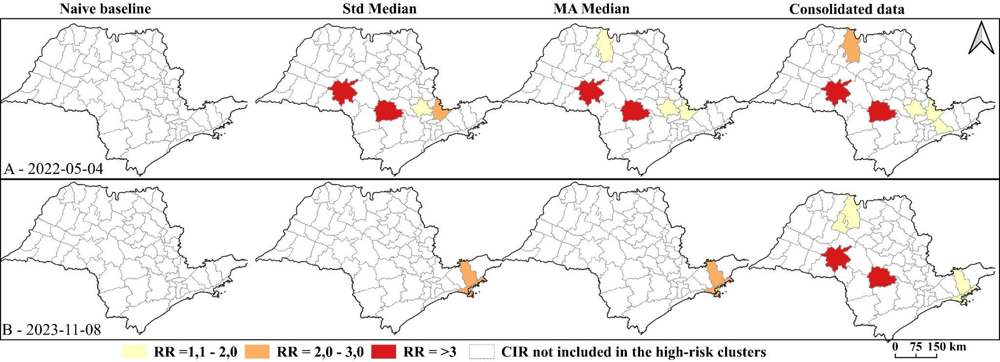 Naive baseline Std Median MA Median Consolidated data
A - 2022-05-04
B - 2023-11-08
RR =1,1 - 2,0 RR = 2,0 - 3,0 RR = >3 CIR not included in the high-risk clusters 0 75 150 km